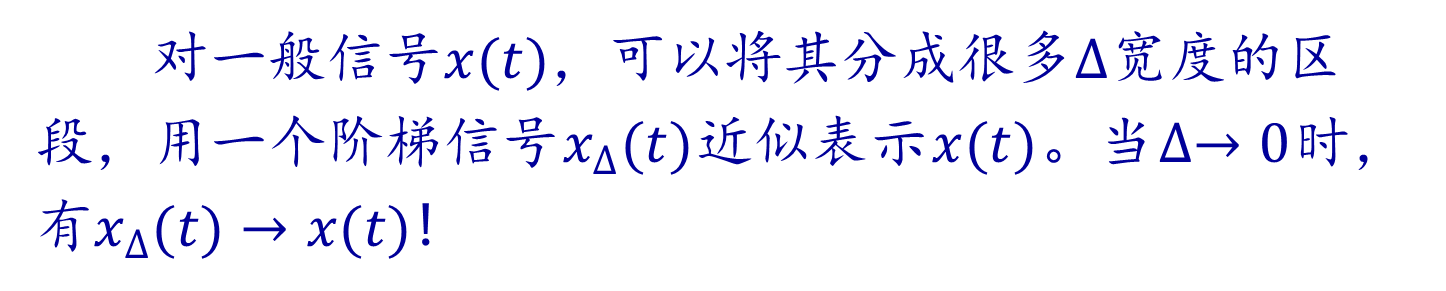 对一般信号x(t)，可以将其分成很多Δ宽度的区
段，用一个阶梯信号x_Δ(t)近似表示x(t)。当Δ→ 0时，
有x_Δ(t) → x(t)！